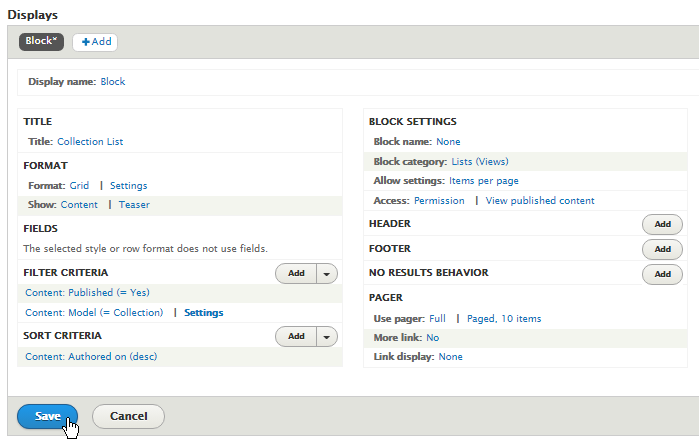 Displays
Block* +Add
Display name: Block
TITLE
Title: Collection List
FORMAT
Format: Grid | Settings
Show: Content | Teaser
FIELDS
The selected style or row format does not use fields.
FILTER CRITERIA Add
Content: Published (= Yes)
Content: Model (= Collection) | Settings
SORT CRITERIA Add
Content: Authored on (desc)
BLOCK SETTINGS
Block name: None
Block category: Lists (Views)
Allow settings: Items per page
Access: Permission | View published content
HEADER Add
FOOTER Add
NO RESULTS BEHAVIOR Add
PAGER
Use pager: Full | Paged, 10 items
More link: No
Link display: None
Save Cancel